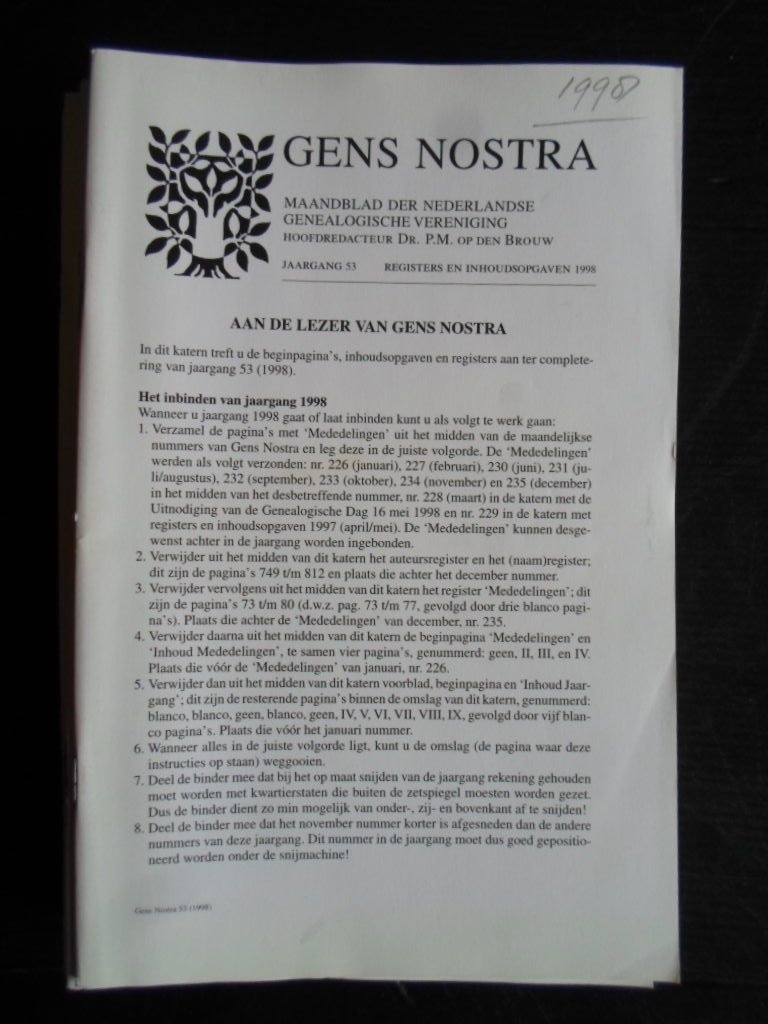 1998
GENS NOSTRA
MAANDBLAD DER NEDERLANDSE
GENEALOGISCHE VERENIGING
HOOFDREDACTEUR DR. P.M. OP DEN BROUW
JAARGANG 53 REGISTERS EN INHOUDSOPGAVEN 1998
AAN DE LEZER VAN GENS NOSTRA
In dit katern treft u de beginpagina's, inhoudsopgaven en registers aan ter complete-
ring van jaargang 53 (1998).
Het inbinden van jaargang 1998
Wanneer u jaargang 1998 gaat of laat inbinden kunt u als volgt te werk gaan:
1. Verzamel de pagina's met 'Mededelingen' uit het midden van de maandelijkse
nummers van Gens Nostra en leg deze in de juiste volgorde. De 'Mededelingen'
werden als volgt verzonden: nr. 226 (januari), 227 (februari), 230 (juni), 231 (ju-
li/augustus), 232 (september), 233 (oktober), 234 (november) en 235 (december)
in het midden van het desbetreffende nummer, nr. 228 (maart) in de katern met de
Uitnodiging van de Genealogische Dag 16 mei 1998 en nr. 229 in de katern met
registers en inhoudsopgaven 1997 (april/mei). De 'Mededelingen' kunnen desge-
wenst achter in de jaargang worden ingebonden.
2. Verwijder uit het midden van dit katern het auteursregister en het (naam)register;
dit zijn de pagina's 749 t/m 812 en plaats die achter het december nummer.
3. Verwijder vervolgens uit het midden van dit katern het register 'Mededelingen'; dit
zijn de pagina's 73 t/m 80 (d.w.z. pag. 73 t/m 77, gevolgd door drie blanco pagi-
na's). Plaats die achter de 'Mededelingen' van december, nr. 235.
4. Verwijder daarna uit het midden van dit katern de beginpagina 'Mededelingen' en
'Inhoud Mededelingen', te samen vier pagina's, genummerd: geen, II, III, en IV.
Plaats die vóór de 'Mededelingen' van januari, nr. 226.
5. Verwijder dan uit het midden van dit katern voorblad, beginpagina en 'Inhoud Jaar-
gang'; dit zijn de resterende pagina's binnen de omslag van dit katern, genummerd:
blanco, blanco, geen, blanco, geen, IV, V, VI, VII, VIII, IX, gevolgd door vijf blan-
co pagina's. Plaats die vóór het januari nummer.
6. Wanneer alles in de juiste volgorde ligt, kunt u de omslag (de pagina waar deze
instructies op staan) weggooien.
7. Deel de binder mee dat bij het op maat snijden van de jaargang rekening gehouden
moet worden met kwartierstaten die buiten de zetspiegel moesten worden gezet.
Dus de binder dient zo min mogelijk van onder-, zij- en bovenkant af te snijden!
8. Deel de binder mee dat het november nummer korter is afgesneden dan de andere
nummers van deze jaargang. Dit nummer in de jaargang moet dus goed gepositio-
neerd worden onder de snijmachine!
Gens Nostra 53 (1998)